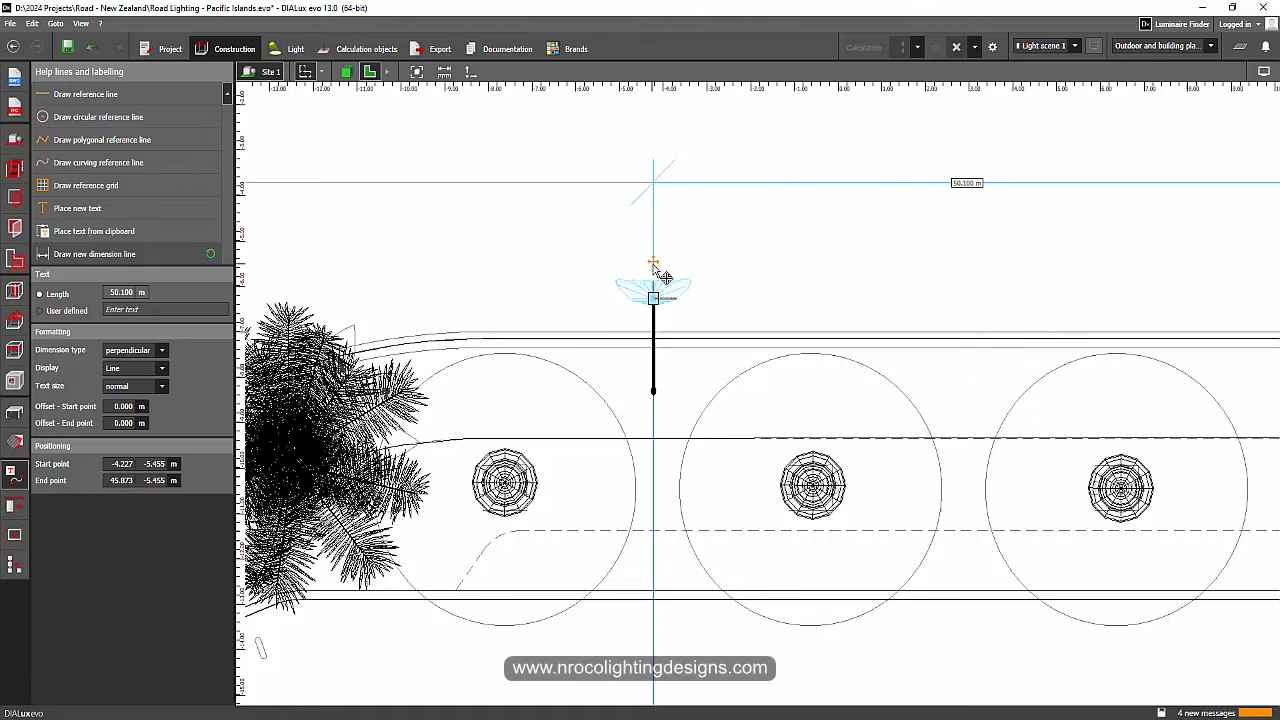 D:\2024 Projects\Road - New Zealand\Road Lighting - Pacific Islands.evo* - DIALux evo 13.0 (64-bit)
File Edit Script Goto View ?
Luminaire Finder Logged in
Project Construction Light Calculation objects Export Documentation Brands
Calculation Light scene 1 Outdoor and building pla...
Help lines and labelling
Site 1
Draw reference line
Draw circular reference line
Draw polygonal reference line
Draw curving reference line
Draw reference grid
Place new text
Place text from clipboard
Draw new dimension line
Text
Length 50.100 m
User defined Enter text
Formatting
Dimension type perpendicular
Display Line
Text size normal
Offset - Start point 0.000 m
Offset - End point 0.000 m
Positioning
Start point -4.227 -5.455 m
End point 45.873 -5.455 m
50.100 m
www.nrocolightingdesigns.com
DIALux evo
4 new messages